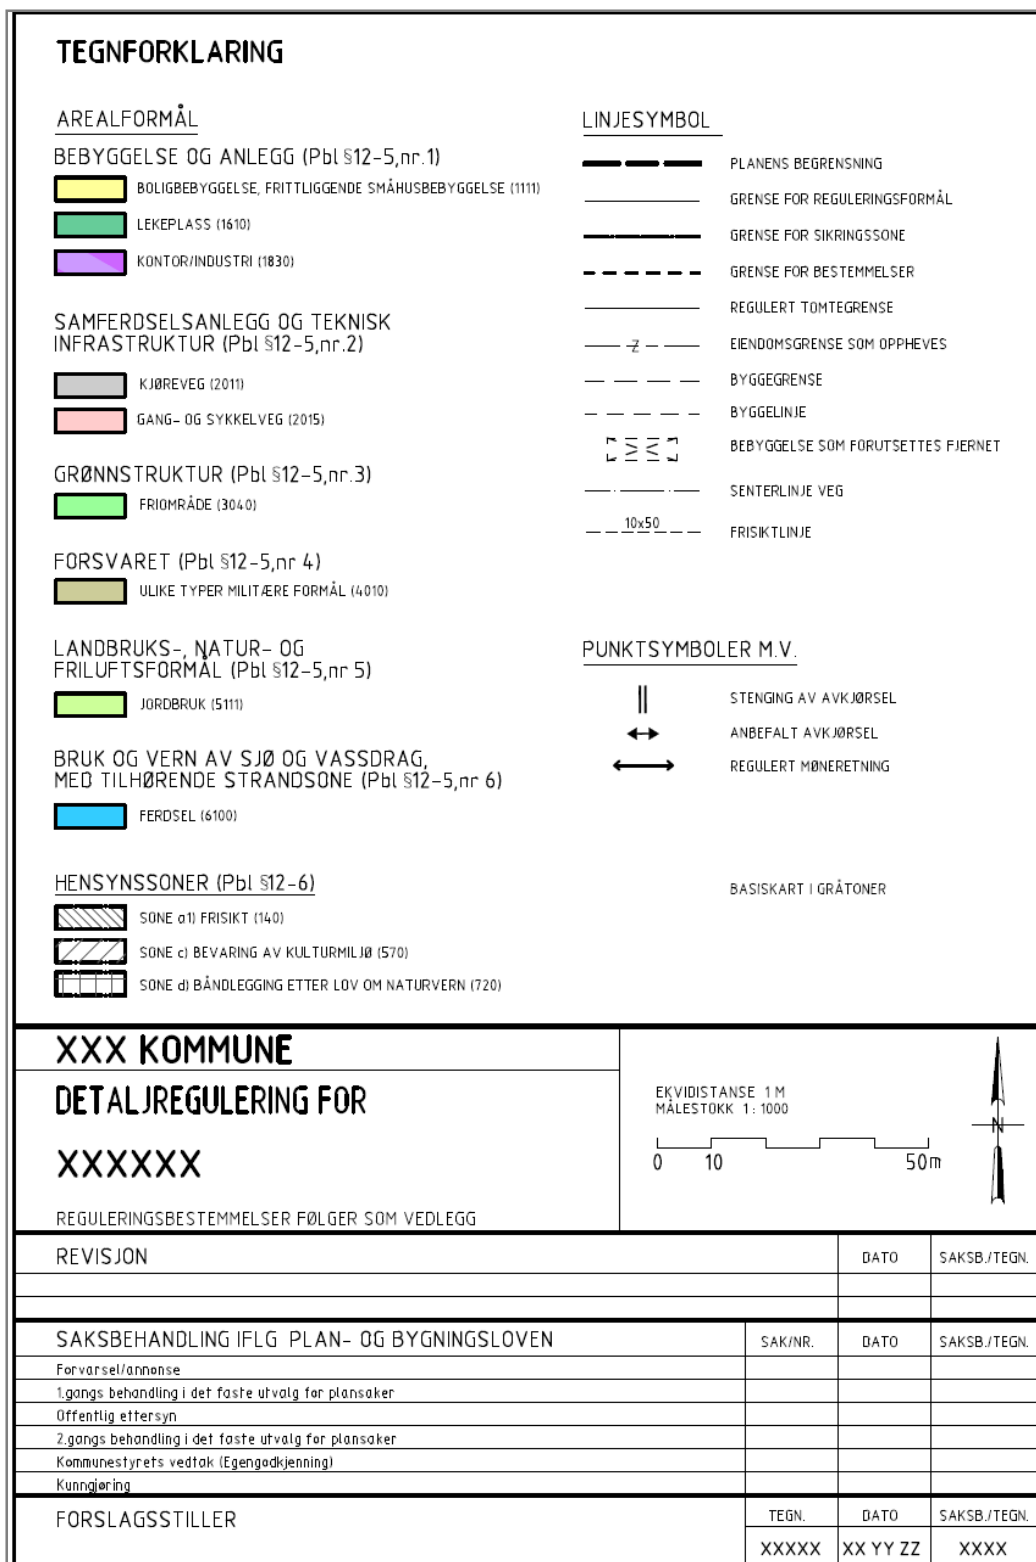 TEGNFORKLARING
AREALFORMÅL
BEBYGGELSE OG ANLEGG (Pbl §12-5,nr.1)
BOLIGBEBYGGELSE, FRITTLIGGENDE SMÅHUSBEBYGGELSE (1111)
LEKEPLASS (1610)
KONTOR/INDUSTRI (1830)
SAMFERDSELSANLEGG OG TEKNISK
INFRASTRUKTUR (Pbl §12-5,nr.2)
KJØREVEG (2011)
GANG- OG SYKKELVEG (2015)
GRØNNSTRUKTUR (Pbl §12-5,nr.3)
FRIOMRÅDE (3040)
FORSVARET (Pbl §12-5,nr 4)
ULIKE TYPER MILITÆRE FORMÅL (4010)
LANDBRUKS-, NATUR- OG
FRILUFTSFORMÅL (Pbl §12-5,nr 5)
JORDBRUK (5111)
BRUK OG VERN AV SJØ OG VASSDRAG,
MED TILHØRENDE STRANDSONE (Pbl §12-5,nr 6)
FERDSEL (6100)
HENSYNSSONER (Pbl §12-6)
SONE a1) FRISIKT (140)
SONE c) BEVARING AV KULTURMILJØ (570)
SONE d) BÅNDLEGGING ETTER LOV OM NATURVERN (720)
LINJESYMBOL
PLANENS BEGRENSNING
GRENSE FOR REGULERINGSFORMÅL
GRENSE FOR SIKRINGSSONE
GRENSE FOR BESTEMMELSER
REGULERT TOMTEGRENSE
Z EIENDOMSGRENSE SOM OPPHEVES
BYGGEGRENSE
BYGGELINJE
BEBYGGELSE SOM FORUTSETTES FJERNET
SENTERLINJE VEG
10x50 FRISIKTLINJE
PUNKTSYMBOLER M.V.
STENGING AV AVKJØRSEL
ANBEFALT AVKJØRSEL
REGULERT MØNERETNING
BASISKART I GRÅTONER
XXX KOMMUNE
DETALJREGULERING FOR
XXXXXX
REGULERINGSBESTEMMELSER FØLGER SOM VEDLEGG
EKVIDISTANSE 1 M
MÅLESTOKK 1: 1000
0 10 50m
N
REVISJON DATO SAKSB./TEGN.
SAKSBEHANDLING IFLG PLAN- OG BYGNINGSLOVEN SAK/NR. DATO SAKSB./TEGN.
Forvarsel/annonse
1.gangs behandling i det faste utvalg for plansaker
Offentlig ettersyn
2.gangs behandling i det faste utvalg for plansaker
Kommunestyrets vedtak (Egengodkjenning)
Kunngjøring
FORSLAGSSTILLER TEGN. DATO SAKSB./TEGN.
XXXXX XX YY ZZ XXXX